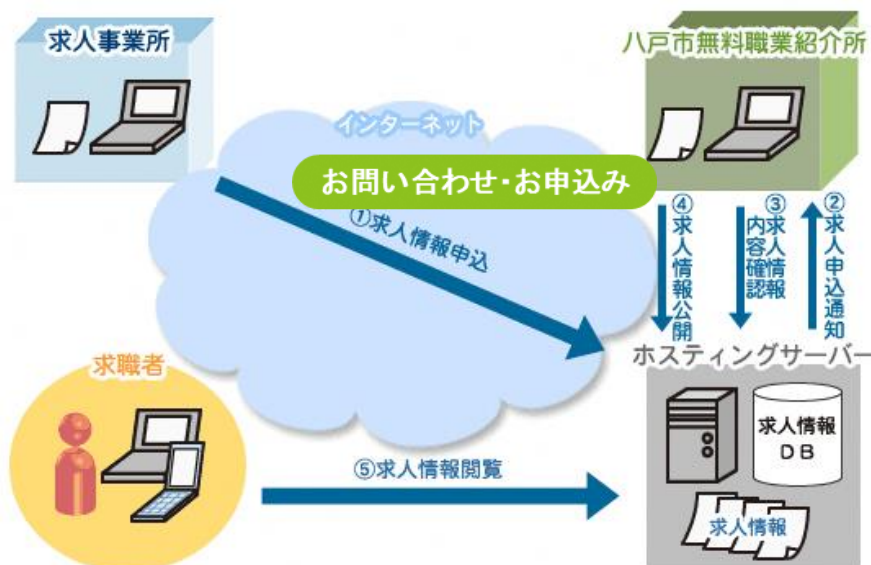 求人事業所
八戸市無料職業紹介所
インターネット
お問い合わせ・お申込み
①求人情報申込
④求人情報公開
③求人情報
内容確認
②求人申込通知
ホスティングサーバー
求職者
求人情報
DB
⑤求人情報閲覧
求人情報